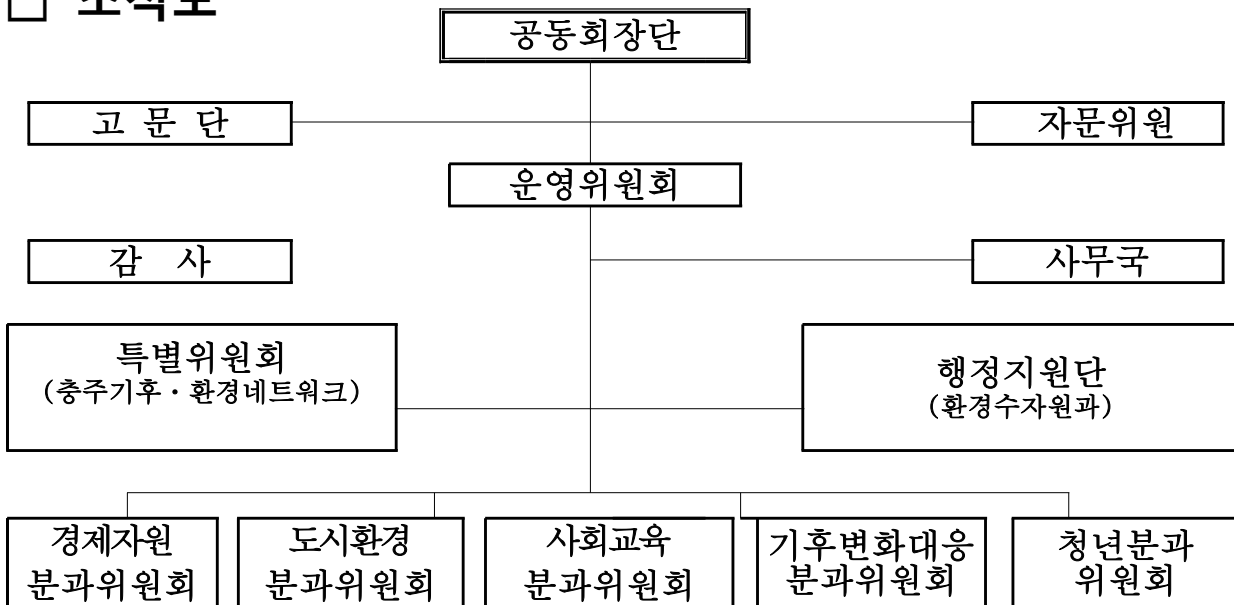 □ 조직도
공동회장단
고 문 단
자문위원
운영위원회
감 사
사무국
특별위원회
(충주기후·환경네트워크)
행정지원단
(환경수자원과)
경제자원
분과위원회
도시환경
분과위원회
사회교육
분과위원회
기후변화대응
분과위원회
청년분과
위원회